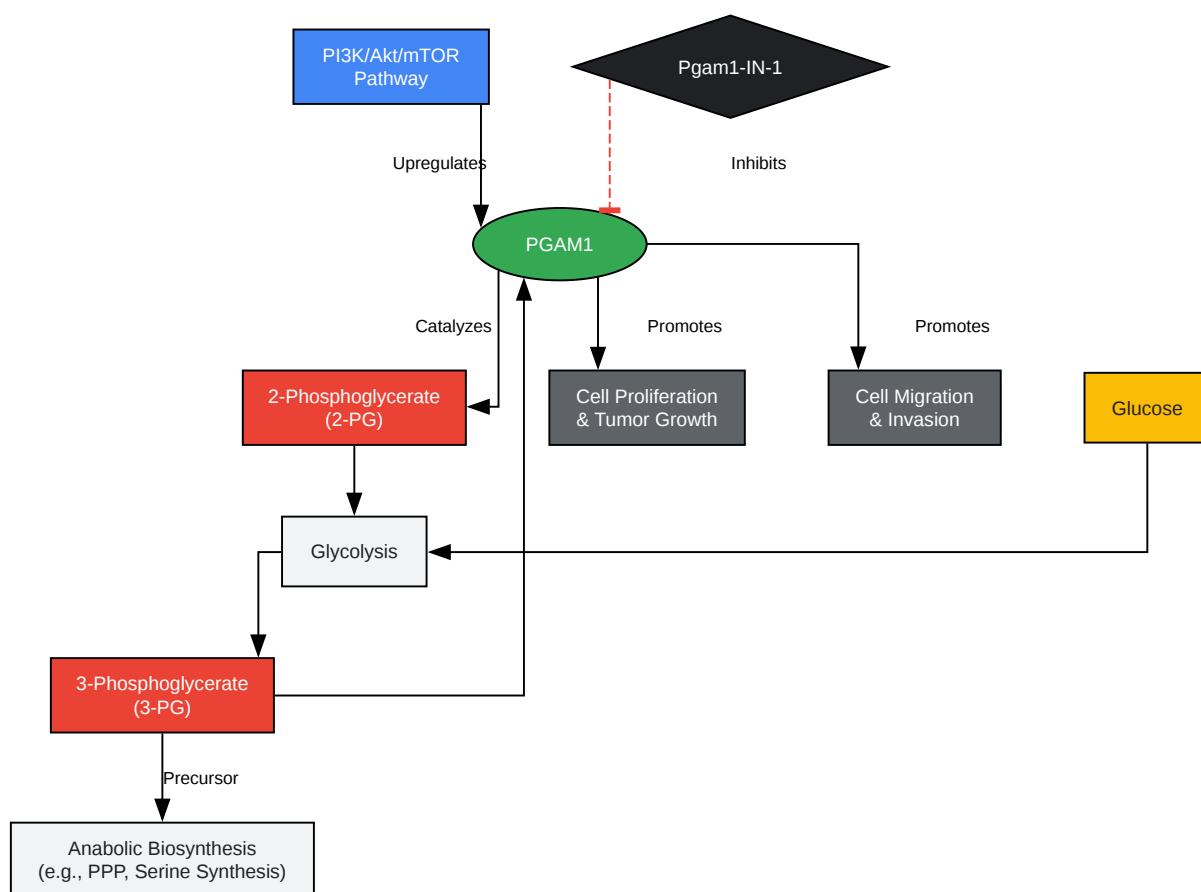 PI3K/Akt/mTOR
Pathway
Pgam1-IN-1
Upregulates
Inhibits
PGAM1
Catalyzes
Promotes
Promotes
2-Phosphoglycerate
(2-PG)
Cell Proliferation
& Tumor Growth
Cell Migration
& Invasion
Glucose
Glycolysis
3-Phosphoglycerate
(3-PG)
Precursor
Anabolic Biosynthesis
(e.g., PPP, Serine Synthesis)